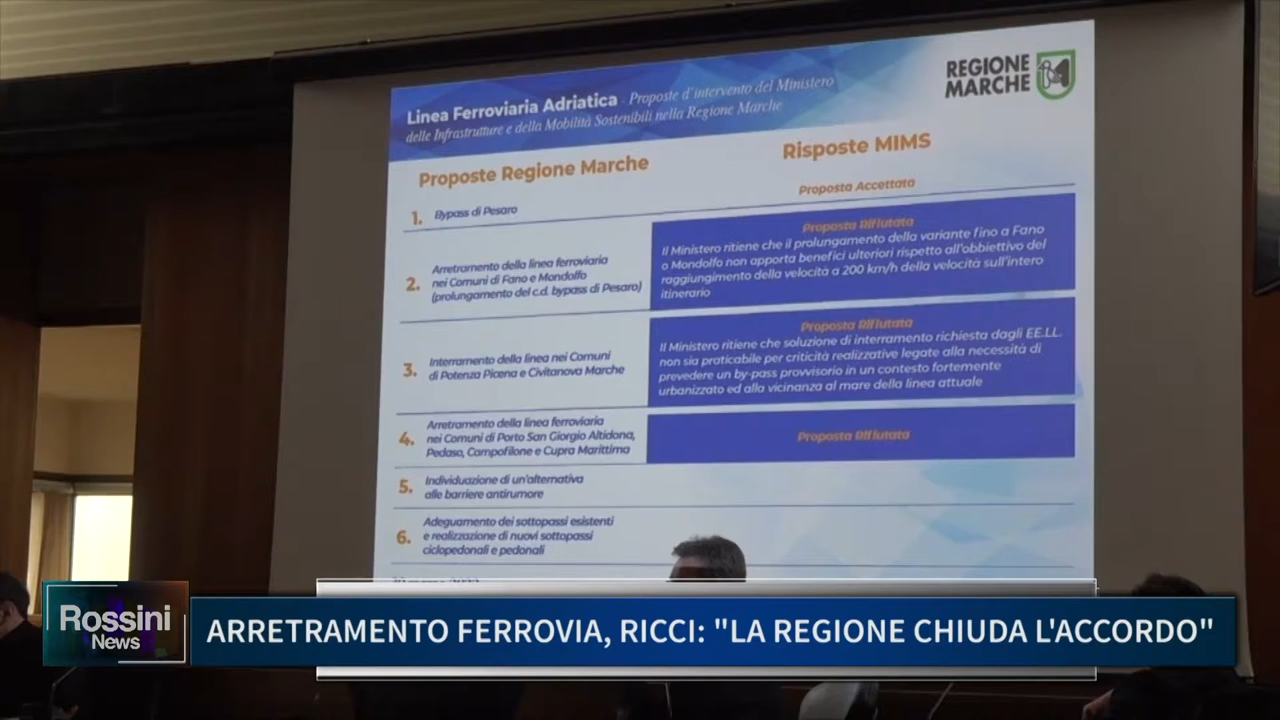 Linea Ferroviaria Adriatica - Proposte d'intervento del Ministero
delle Infrastrutture e della Mobilità Sostenibili nella Regione Marche
REGIONE
MARCHE
Proposte Regione Marche
Risposte MIMS
1. Bypass di Pesaro
Proposta Accettata
2. Arretramento della linea ferroviaria
nei Comuni di Fano e Mondolfo
(prolungamento del c.d. bypass di Pesaro)
Proposta Rifiutata
Il Ministero ritiene che il prolungamento della variante fino a Fano
o Mondolfo non apporta benefici ulteriori rispetto all'obbiettivo del
raggiungimento della velocità a 200 km/h della velocità sull'intero
itinerario
3. Interramento della linea nei Comuni
di Potenza Picena e Civitanova Marche
Proposta Rifiutata
Il Ministero ritiene che soluzione di interramento richiesta dagli EE.LL.
non sia praticabile per criticità realizzative legate alla necessità di
prevedere un by-pass provvisorio in un contesto fortemente
urbanizzato ed alla vicinanza al mare della linea attuale
4. Arretramento della linea ferroviaria
nei Comuni di Porto San Giorgio Altidona,
Pedaso, Campofilone e Cupra Marittima
Proposta Rifiutata
5. Individuazione di un'alternativa
alle barriere antirumore
6. Adeguamento dei sottopassi esistenti
e realizzazione di nuovi sottopassi
ciclopedonali e pedonali
Rossini
News
ARRETRAMENTO FERROVIA, RICCI: "LA REGIONE CHIUDA L'ACCORDO"